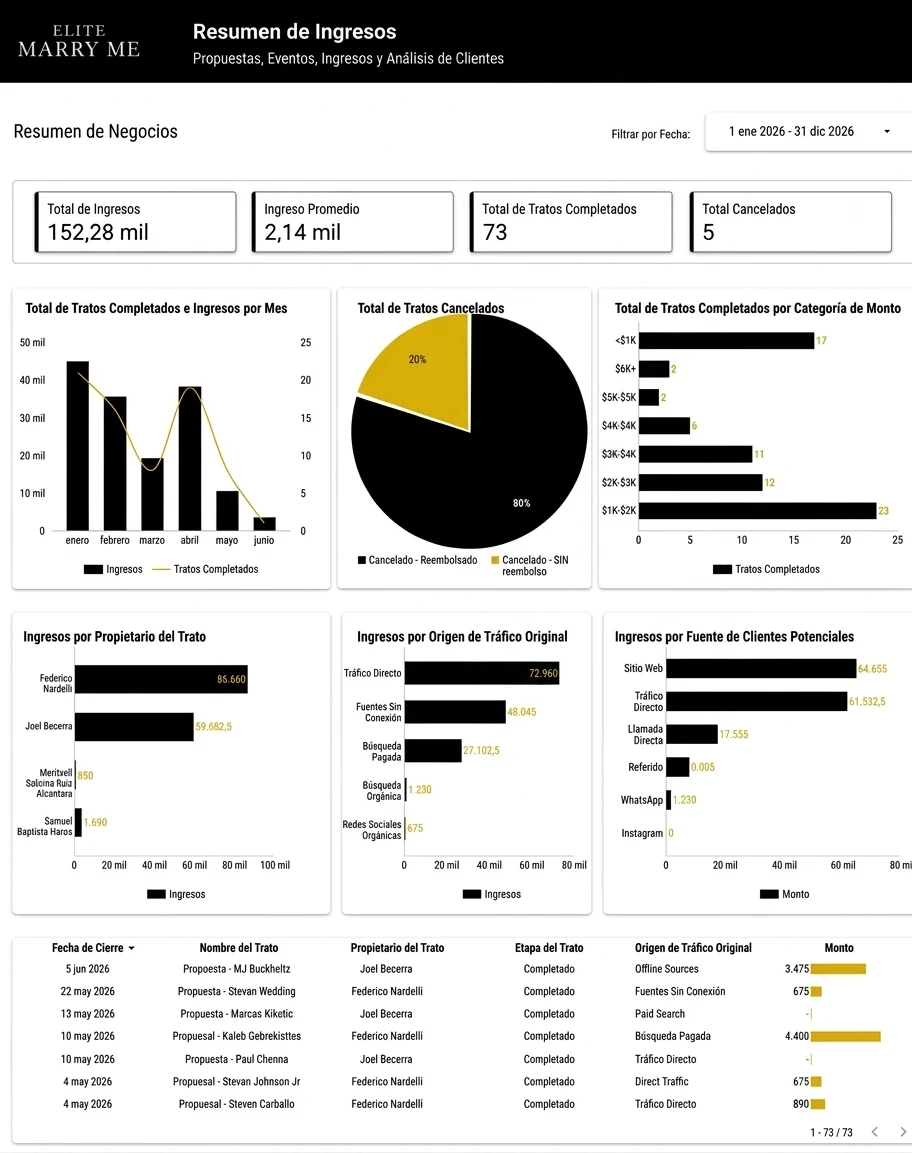 ELITE
MARRY ME
Resumen de Ingresos
Propuestas, Eventos, Ingresos y Análisis de Clientes
Resumen de Negocios
Filtrar por Fecha:
1 ene 2026 - 31 dic 2026
Total de Ingresos
152,28 mil
Ingreso Promedio
2,14 mil
Total de Tratos Completados
73
Total Cancelados
5
Total de Tratos Completados e Ingresos por Mes
50 mil
40 mil
30 mil
20 mil
10 mil
0
25
20
15
10
5
0
enero febrero marzo abril mayo junio
Ingresos Tratos Completados
Total de Tratos Cancelados
20%
80%
Cancelado - Reembolsado
Cancelado - SIN
reembolso
Total de Tratos Completados por Categoría de Monto
<$1K 17
$6K+ 2
$5K-$5K 2
$4K-$4K 6
$3K-$4K 11
$2K-$3K 12
$1K-$2K 23
0 5 10 15 20 25
Tratos Completados
Ingresos por Propietario del Trato
Federico
Nardelli
86.660
Joel Becerra 59.682,5
Meritxell
Soloina Ruia
Alcantara
850
Samuel
Baptista Haros
1.690
0 20 mil 40 mil 60 mil 80 mil 100 mil
Ingresos
Ingresos por Origen de Tráfico Original
Tráfico Directo 72.960
Fuentes Sin
Conexión
48.045
Búsqueda
Pagada
27.102,5
Búsqueda
Orgánica
1.230
Redes Sociales
Orgánicas
675
0 20 mil 40 mil 60 mil 80 mil
Ingresos
Ingresos por Fuente de Clientes Potenciales
Sitio Web 64.655
Trálico
Directo
61.532,5
Llamada
Directa
17.555
Referido 0.005
WhatsApp 1.230
Instagram 0
0 20 mil 40 mil 60 mil 80 mi
Monto
Fecha de Cierre Nombre del Trato Propietario del Trato Etapa del Trato Origen de Tráfico Original Monto
5 jun 2026 Propoesta - MJ Buckheltz Joel Becerra Completado Offline Sources 3.475
22 may 2026 Propuesta - Stevan Wedding Federico Nardelli Completado Fuentes Sin Conexión 675
13 may 2026 Propuesta - Marcas Kiketic Joel Becerra Completado Paid Search -
10 may 2026 Propuesal - Kaleb Gebrekisttes Federico Nardelli Completado Búsqueda Pagada 4.400
10 may 2026 Propuesta - Paul Chenna Joel Becerra Completado Tráfico Directo -
4 may 2026 Propuesal - Stevan Johnson Jr Federico Nardelli Completado Direct Traffic 675
4 may 2026 Propuesal - Steven Carballo Federico Nardelli Completado Tráfico Directo 890
1 - 73 / 73